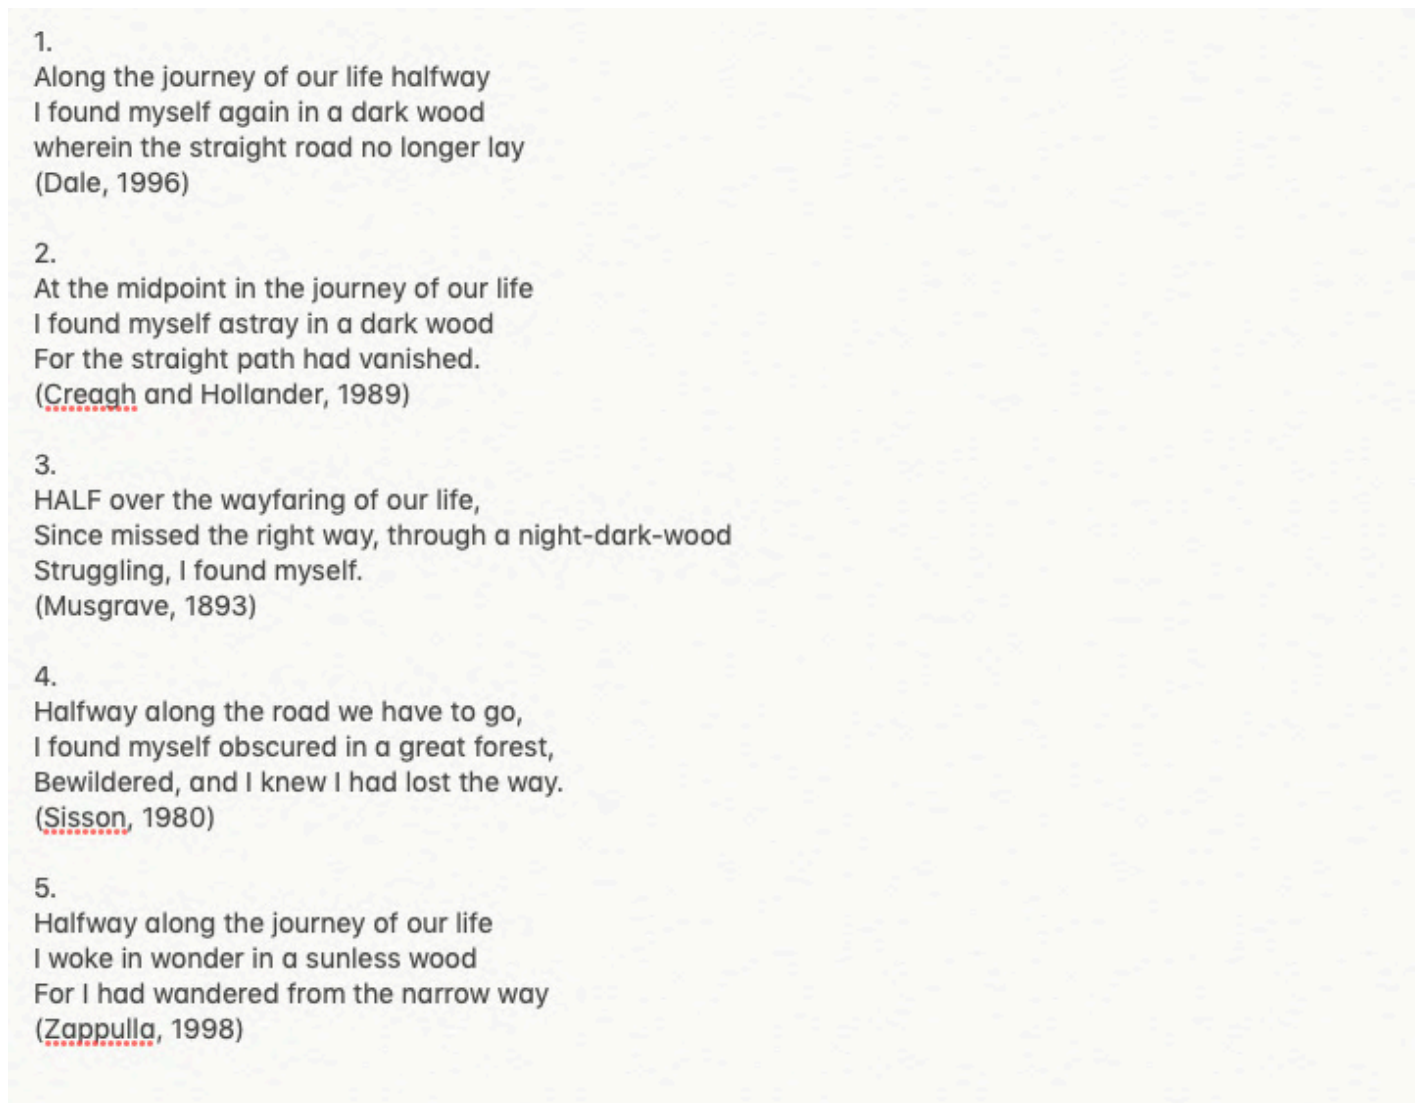 1.
Along the journey of our life halfway
I found myself again in a dark wood
wherein the straight road no longer lay
(Dale, 1996)
2.
At the midpoint in the journey of our life
I found myself astray in a dark wood
For the straight path had vanished.
(Creagh and Hollander, 1989)
3.
HALF over the wayfaring of our life,
Since missed the right way, through a night-dark-wood
Struggling, I found myself.
(Musgrave, 1893)
4.
Halfway along the road we have to go,
I found myself obscured in a great forest,
Bewildered, and I knew I had lost the way.
(Sisson, 1980)
5.
Halfway along the journey of our life
I woke in wonder in a sunless wood
For I had wandered from the narrow way
(Zappulla, 1998)